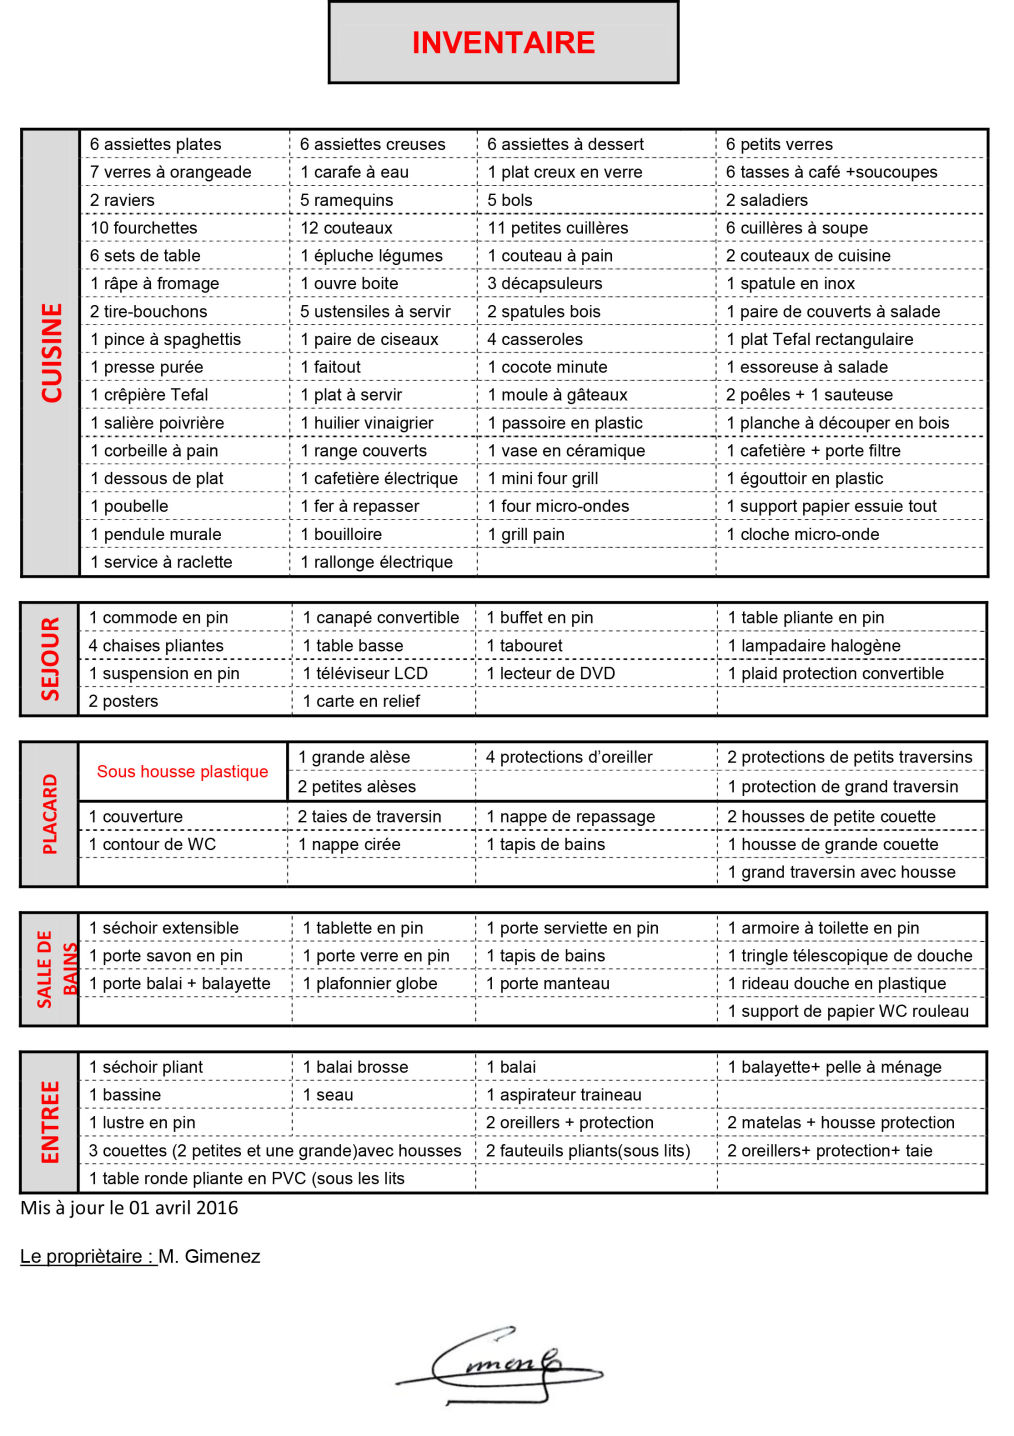 INVENTAIRE
CUISINE
6 assiettes plates 6 assiettes creuses 6 assiettes à dessert 6 petits verres
7 verres à orangeade 1 carafe à eau 1 plat creux en verre 6 tasses à café +soucoupes
2 raviers 5 ramequins 5 bols 2 saladiers
10 fourchettes 12 couteaux 11 petites cuillères 6 cuillères à soupe
6 sets de table 1 épluche légumes 1 couteau à pain 2 couteaux de cuisine
1 râpe à fromage 1 ouvre boite 3 décapsuleurs 1 spatule en inox
2 tire-bouchons 5 ustensiles à servir 2 spatules bois 1 paire de couverts à salade
1 pince à spaghettis 1 paire de ciseaux 4 casseroles 1 plat Tefal rectangulaire
1 presse purée 1 faitout 1 cocote minute 1 essoreuse à salade
1 crêpière Tefal 1 plat à servir 1 moule à gâteaux 2 poêles + 1 sauteuse
1 salière poivrière 1 huilier vinaigrier 1 passoire en plastic 1 planche à découper en bois
1 corbeille à pain 1 range couverts 1 vase en céramique 1 cafetière + porte filtre
1 dessous de plat 1 cafetière électrique 1 mini four grill 1 égouttoir en plastic
1 poubelle 1 fer à repasser 1 four micro-ondes 1 support papier essuie tout
1 pendule murale 1 bouilloire 1 grill pain 1 cloche micro-onde
1 service à raclette 1 rallonge électrique
SEJOUR
1 commode en pin 1 canapé convertible 1 buffet en pin 1 table pliante en pin
4 chaises pliantes 1 table basse 1 tabouret 1 lampadaire halogène
1 suspension en pin 1 téléviseur LCD 1 lecteur de DVD 1 plaid protection convertible
2 posters 1 carte en relief
PLACARD
Sous housse plastique
1 grande alèse 4 protections d’oreiller 2 protections de petits traversins
2 petites alèses 1 protection de grand traversin
1 couverture 2 taies de traversin 1 nappe de repassage 2 housses de petite couette
1 contour de WC 1 nappe cirée 1 tapis de bains 1 housse de grande couette
1 grand traversin avec housse
SALLE DE
BAINS
1 séchoir extensible 1 tablette en pin 1 porte serviette en pin 1 armoire à toilette en pin
1 porte savon en pin 1 porte verre en pin 1 tapis de bains 1 tringle télescopique de douche
1 porte balai + balayette 1 plafonnier globe 1 porte manteau 1 rideau douche en plastique
1 support de papier WC rouleau
ENTREE
1 séchoir pliant 1 balai brosse 1 balai 1 balayette+ pelle à ménage
1 bassine 1 seau 1 aspirateur traineau
1 lustre en pin 2 oreillers + protection 2 matelas + housse protection
3 couettes (2 petites et une grande)avec housses 2 fauteuils pliants(sous lits) 2 oreillers+ protection+ taie
1 table ronde pliante en PVC (sous les lits
Mis à jour le 01 avril 2016
Le propriètaire : M. Gimenez